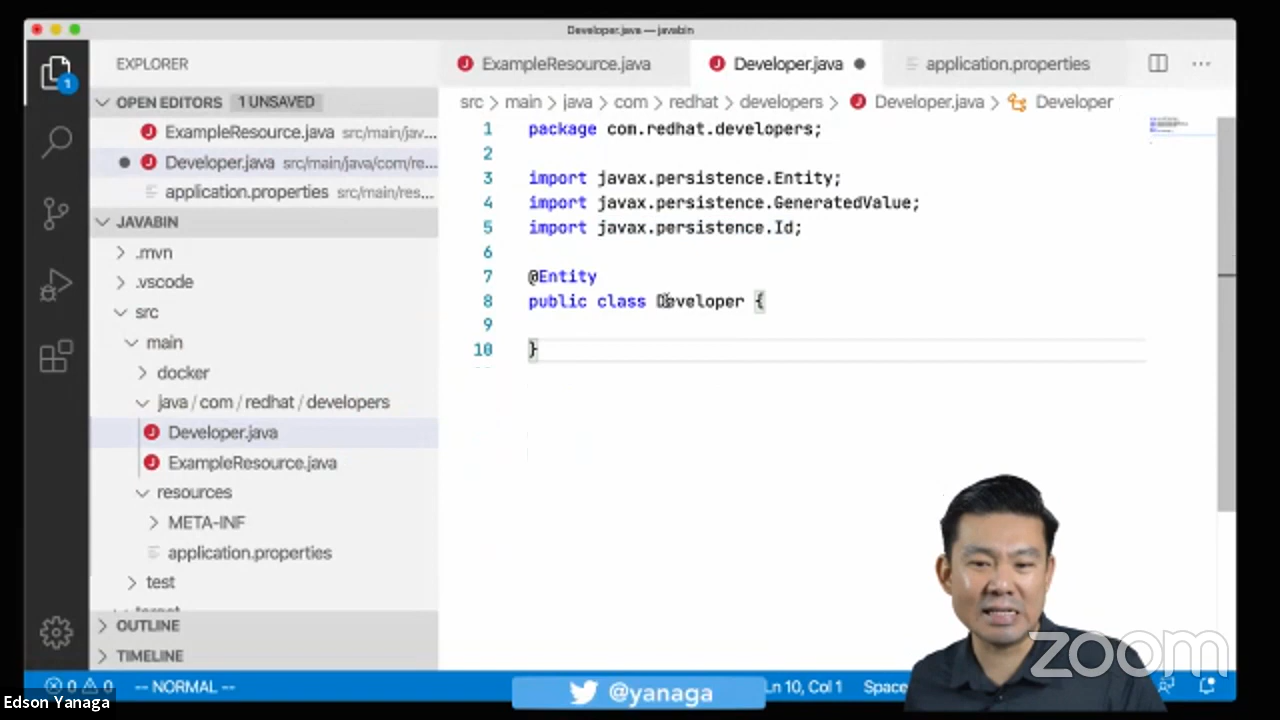 Developer.java — javabin
EXPLORER
OPEN EDITORS 1 UNSAVED
ExampleResource.java src/main/jav...
Developer.java src/main/java/com/re...
application.properties src/main/res...
JAVABIN
.mvn
.vscode
src
main
docker
java / com / redhat / developers
Developer.java
ExampleResource.java
resources
META-INF
application.properties
test
target
OUTLINE
TIMELINE
1
ExampleResource.java Developer.java application.properties
src > main > java > com > redhat > developers > Developer.java > Developer
1 package com.redhat.developers;
2
3 import javax.persistence.Entity;
4 import javax.persistence.GeneratedValue;
5 import javax.persistence.Id;
6
7 @Entity
8 public class Developer {
9
10 }
0 0 -- NORMAL -- Ln 10, Col 1
@yanaga
Edson Yanaga
zoom